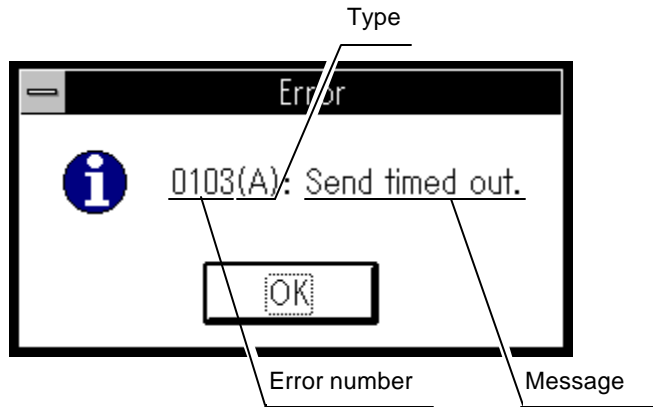 Type
Error
0103(A): Send timed out.
OK
Error number
Message